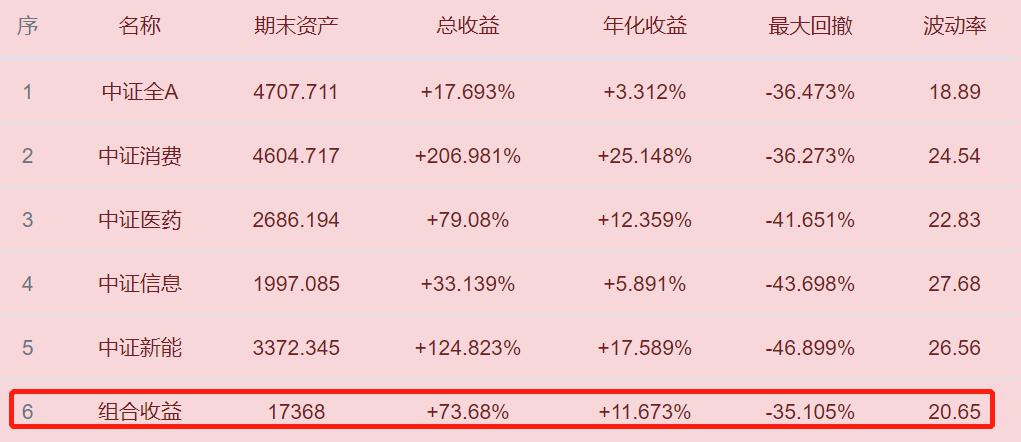 序 名称 期末资产 总收益 年化收益 最大回撤 波动率
1 中证全A 4707.711 +17.693% +3.312% -36.473% 18.89
2 中证消费 4604.717 +206.981% +25.148% -36.273% 24.54
3 中证医药 2686.194 +79.08% +12.359% -41.651% 22.83
4 中证信息 1997.085 +33.139% +5.891% -43.698% 27.68
5 中证新能 3372.345 +124.823% +17.589% -46.899% 26.56
6 组合收益 17368 +73.68% +11.673% -35.105% 20.65